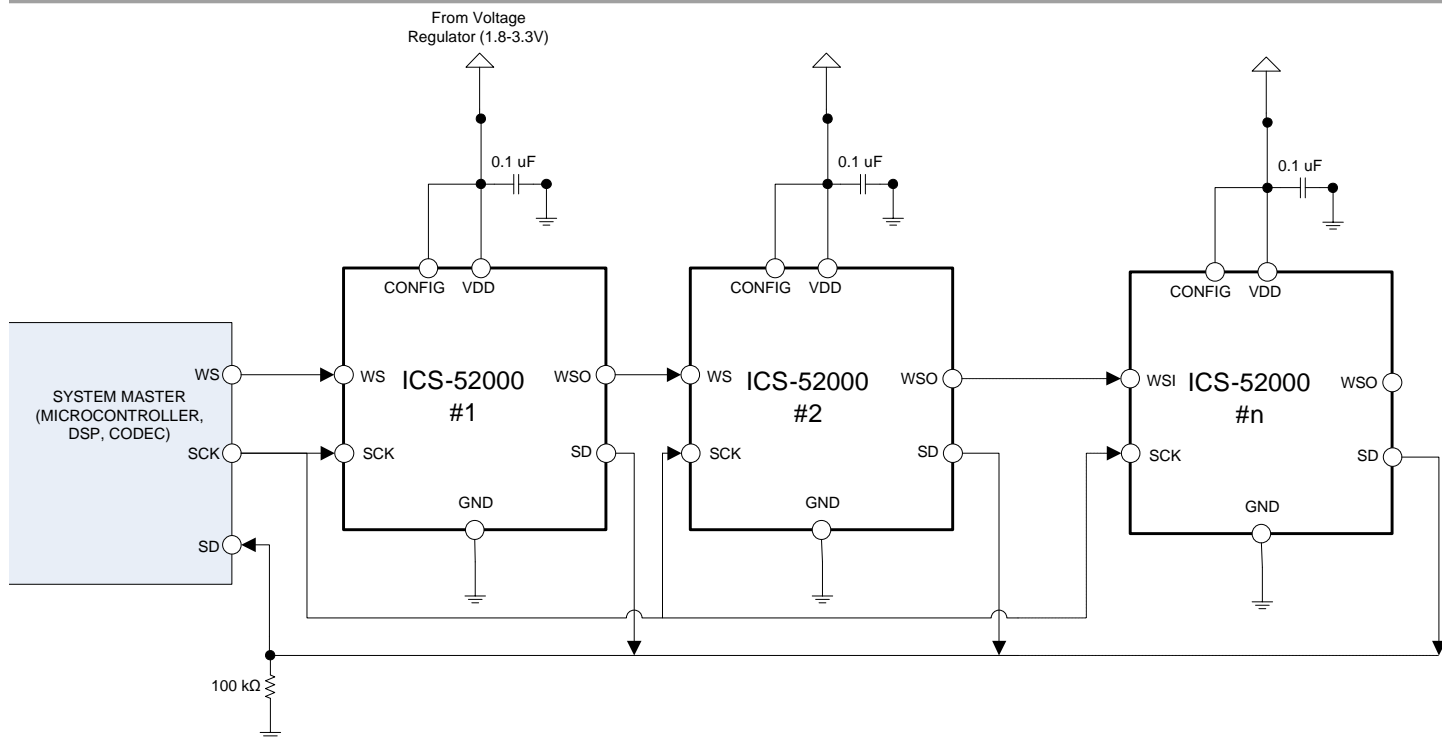 From Voltage
Regulator (1.8-3.3V)
0.1 uF
0.1 uF
0.1 uF
CONFIG VDD
CONFIG VDD
CONFIG VDD
WS
WS
ICS-52000
#1
WSO
WS
ICS-52000
#2
WSO
WSI
ICS-52000
#n
WSO
SYSTEM MASTER
(MICROCONTROLLER,
DSP, CODEC)
SCK
SCK
SD
SCK
SD
SCK
SD
GND
GND
GND
SD
100 kΩ